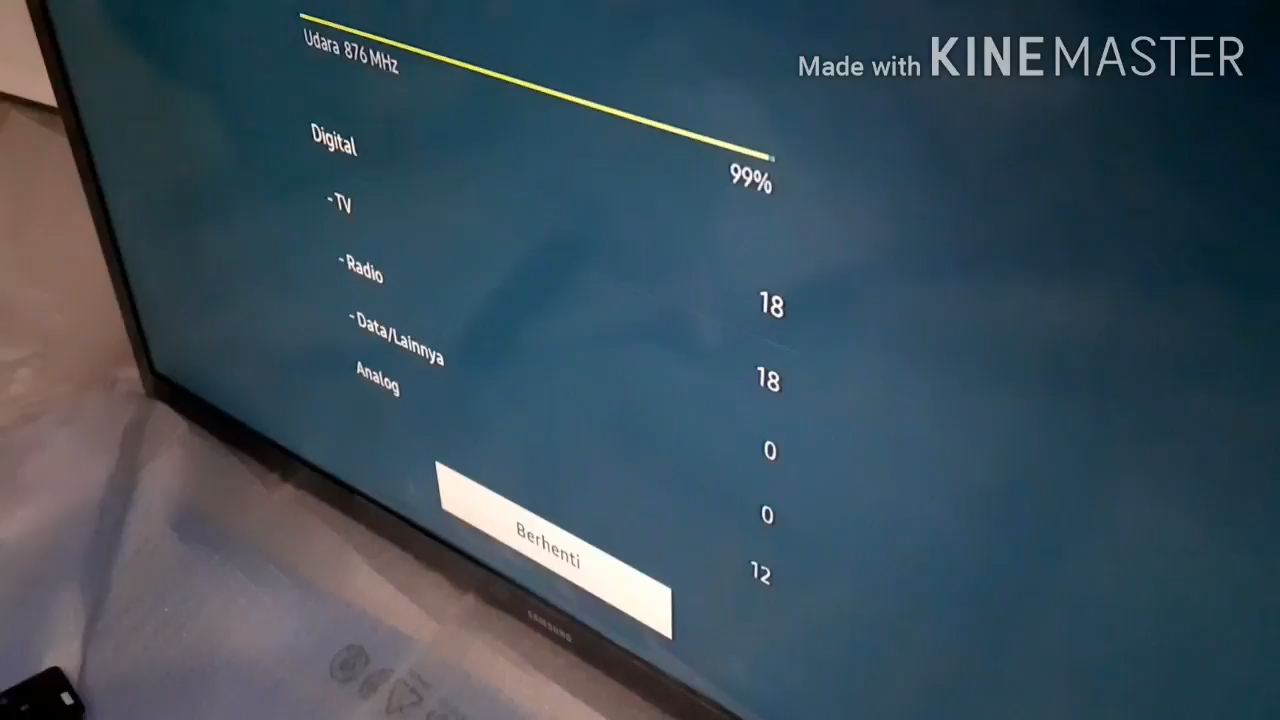 Made with KINEMASTER
Udara 876 MHz
99%
Digital 18
- TV 18
- Radio 0
- Data/Lainnya 0
Analog 12
Berhenti
SAMSUNG